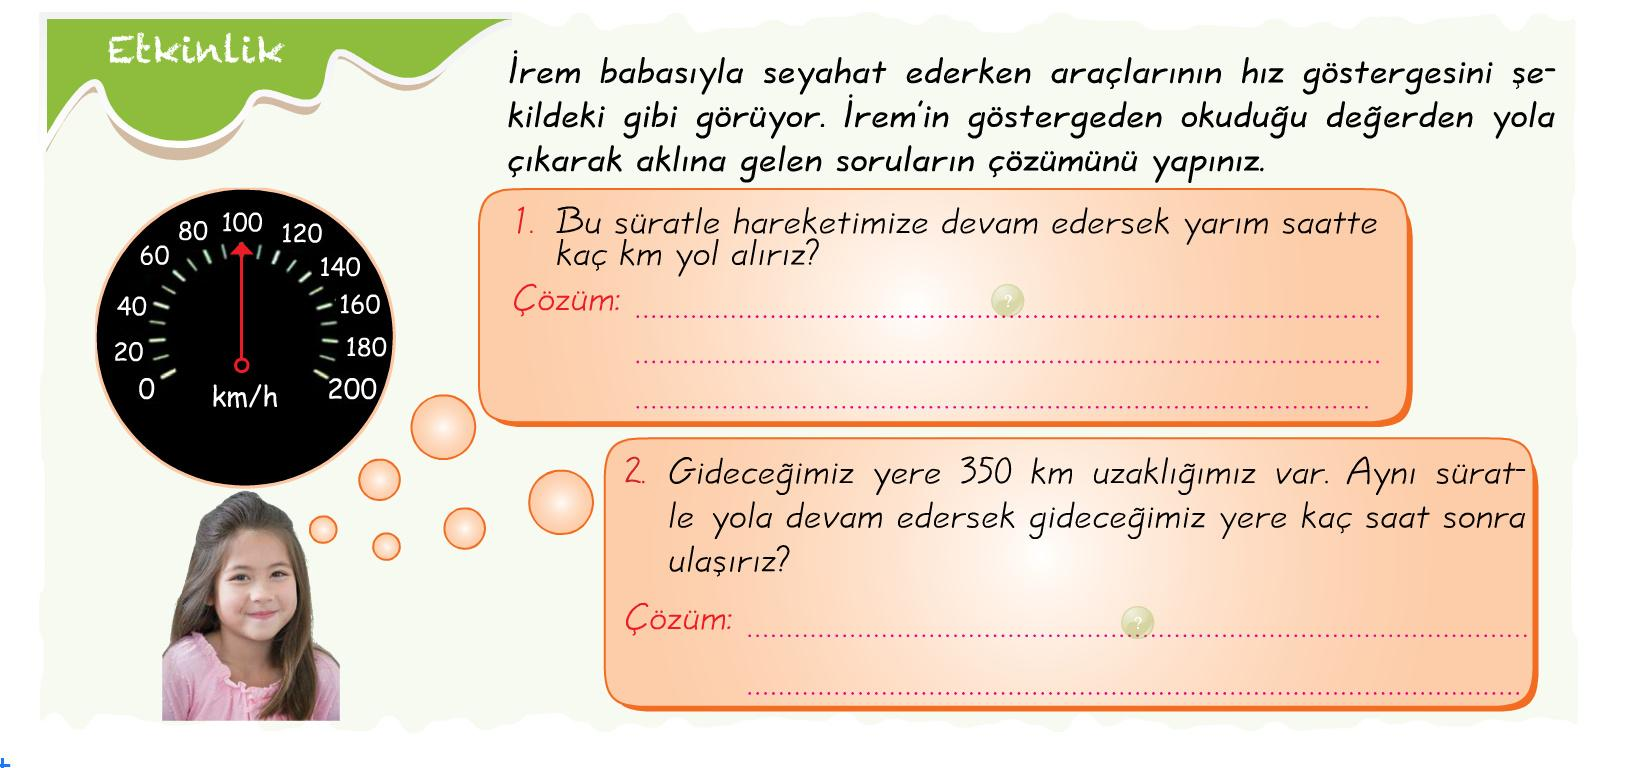 Etkinlik
İrem babasıyla seyahat ederken araçlarının hız göstergesini şe-
kildeki gibi görüyor. İrem'in göstergeden okuduğu değerden yola
çıkarak aklına gelen soruların çözümünü yapınız.
0
20
40
60
80
100
120
140
160
180
200
km/h
1. Bu süratle hareketimize devam edersek yarım saatte
kaç km yol alırız?
Çözüm: ?
2. Gideceğimiz yere 350 km uzaklığımız var. Aynı sürat-
le yola devam edersek gideceğimiz yere kaç saat sonra
ulaşırız?
Çözüm: ?